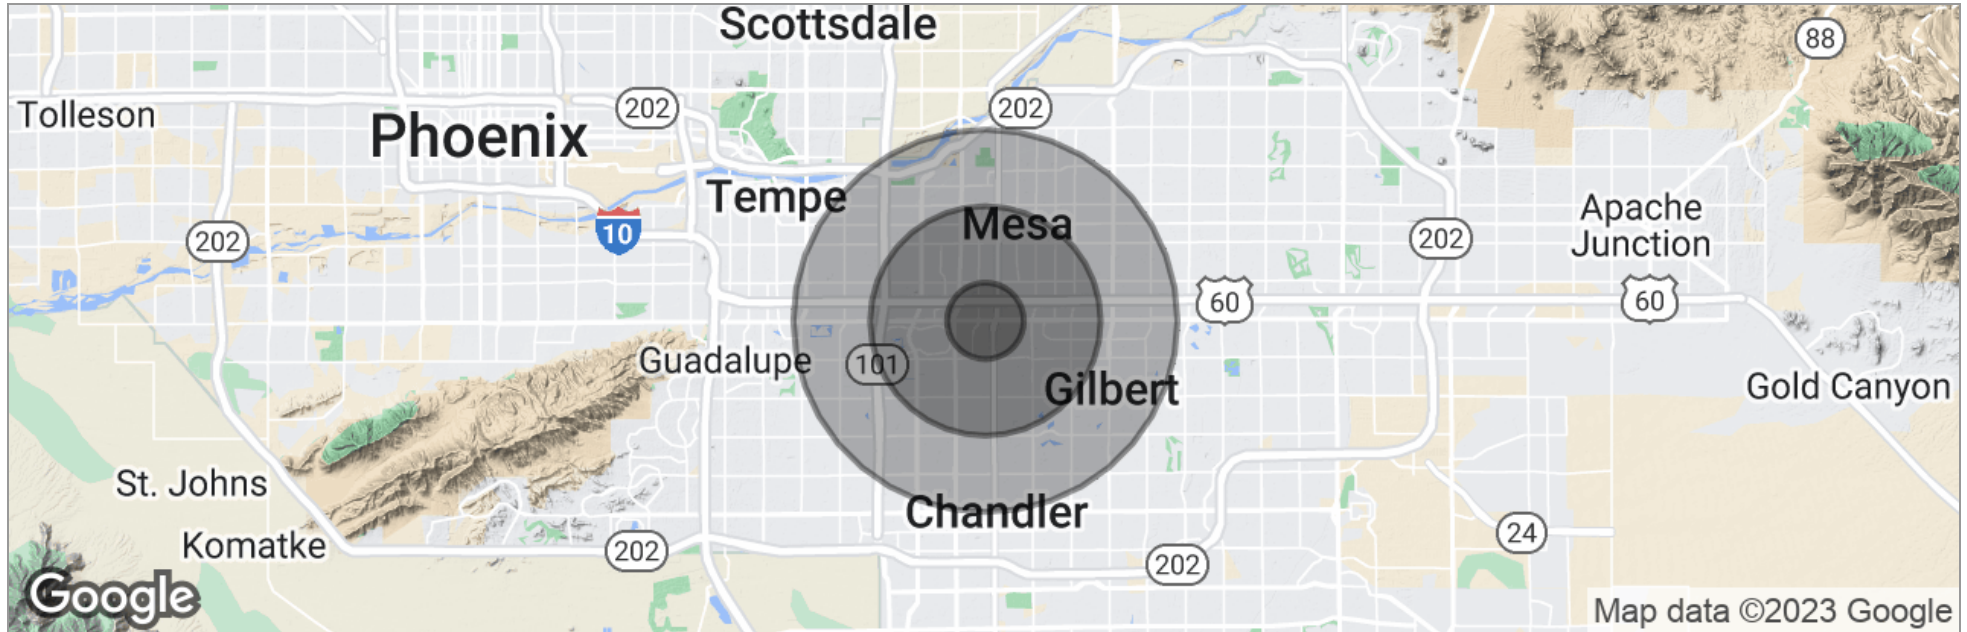 Scottsdale
88
Tolleson
202
202
Phoenix
Tempe
Mesa
Apache
Junction
202
10
202
60
60
Guadalupe
101
Gilbert
Gold Canyon
St. Johns
Chandler
Komatke
202
202
24
Google
Map data ©2023 Google